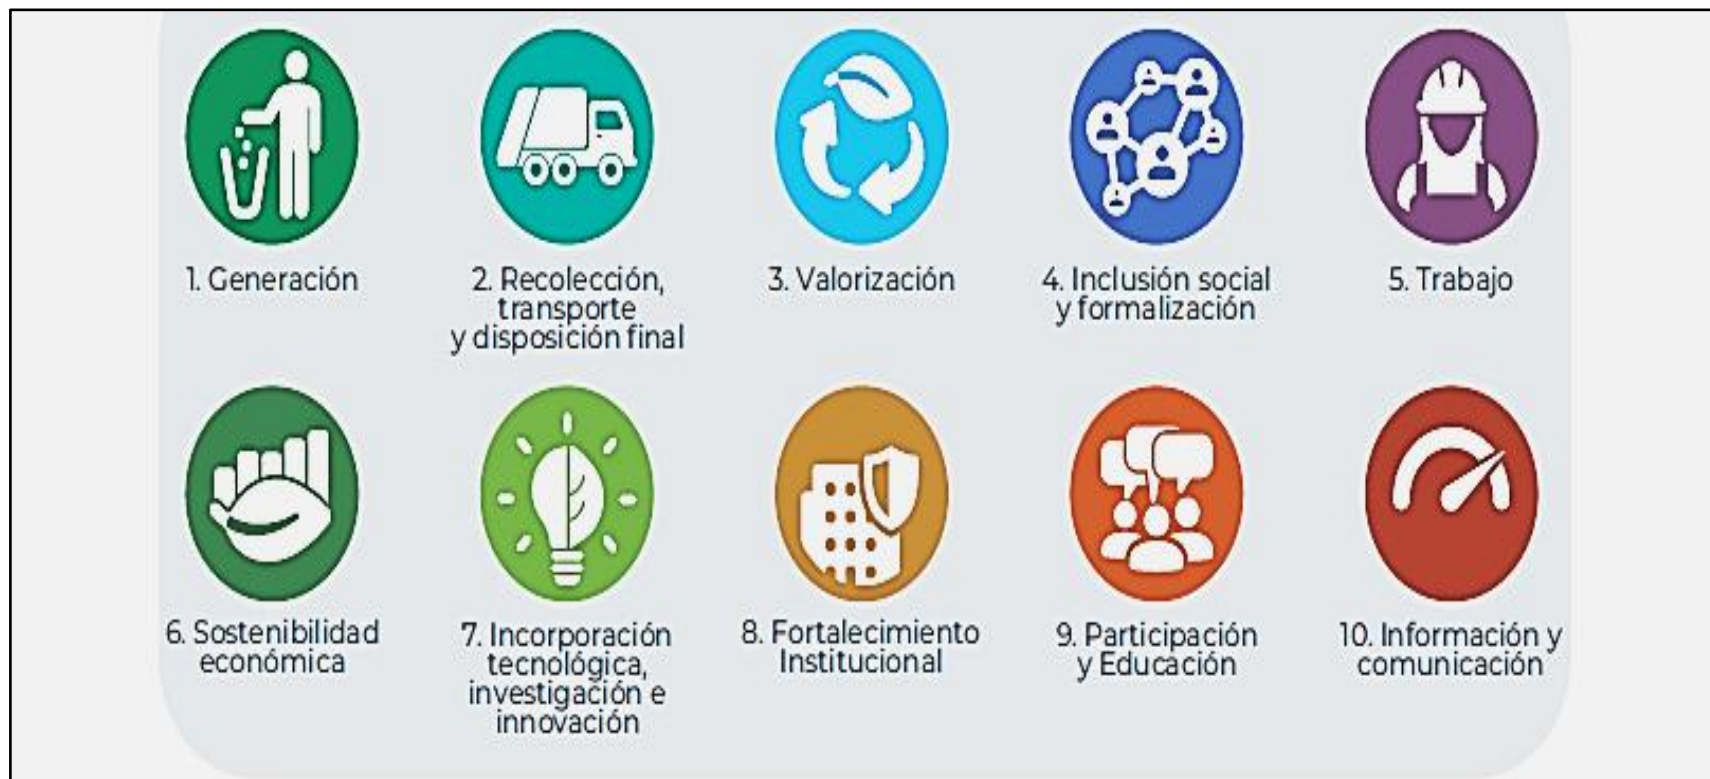 1. Generación
2. Recolección,
transporte
y disposición final
3. Valorización
4. Inclusión social
y formalización
5. Trabajo
6. Sostenibilidad
económica
7. Incorporación
tecnológica,
investigación e
innovación
8. Fortalecimiento
Institucional
9. Participación
y Educación
10. Información y
comunicación